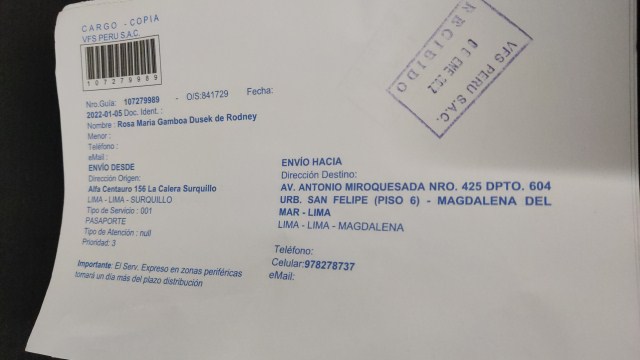 CARGO - COPIA
VFS PERU S.A.C.
107279989
Nro.Guía: 107279989 - O/S:841729 Fecha:
2022-01-05 Doc. Ident. :
Nombre : Rosa Maria Gamboa Dusek de Rodney
Menor :
Teléfono :
eMail :
ENVÍO DESDE
Dirección Origen:
Alfa Centauro 156 La Calera Surquillo
LIMA - LIMA - SURQUILLO
Tipo de Servicio : 001
PASAPORTE
Tipo de Atención : null
Prioridad: 3
Importante: El Serv. Expreso en zonas periféricas
tomará un día más del plazo distribución
ENVÍO HACIA
Dirección Destino:
AV. ANTONIO MIROQUESADA NRO. 425 DPTO. 604
URB. SAN FELIPE (PISO 6) - MAGDALENA DEL
MAR - LIMA
LIMA - LIMA - MAGDALENA
Teléfono:
Celular:978278737
eMail:
VFS PERU S.A.C.
ENE
RECIBIDO